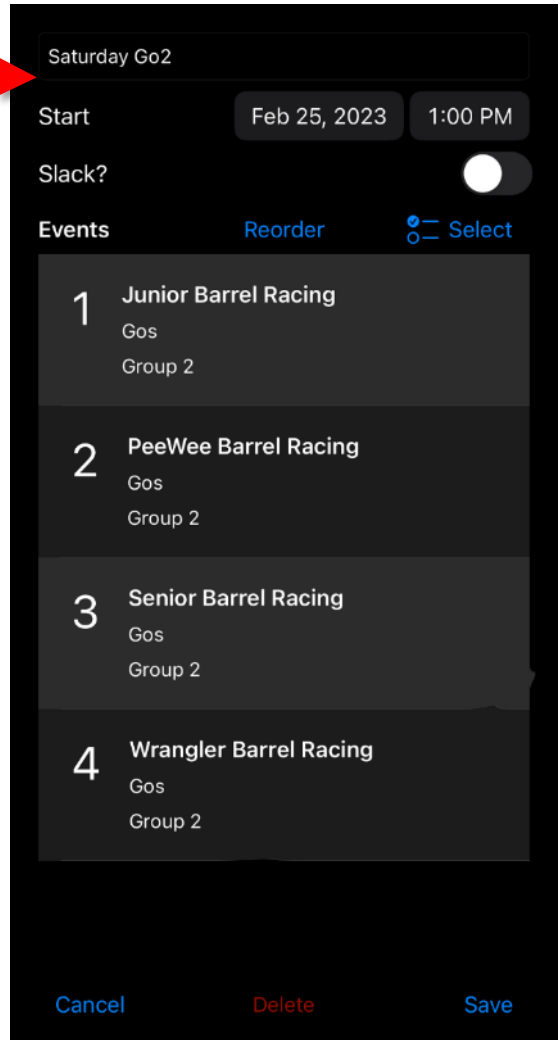 Saturday Go2
Start Feb 25, 2023 1:00 PM
Slack?
Events Reorder Select
1 Junior Barrel Racing
Gos
Group 2
2 PeeWee Barrel Racing
Gos
Group 2
3 Senior Barrel Racing
Gos
Group 2
4 Wrangler Barrel Racing
Gos
Group 2
Cancel Delete Save